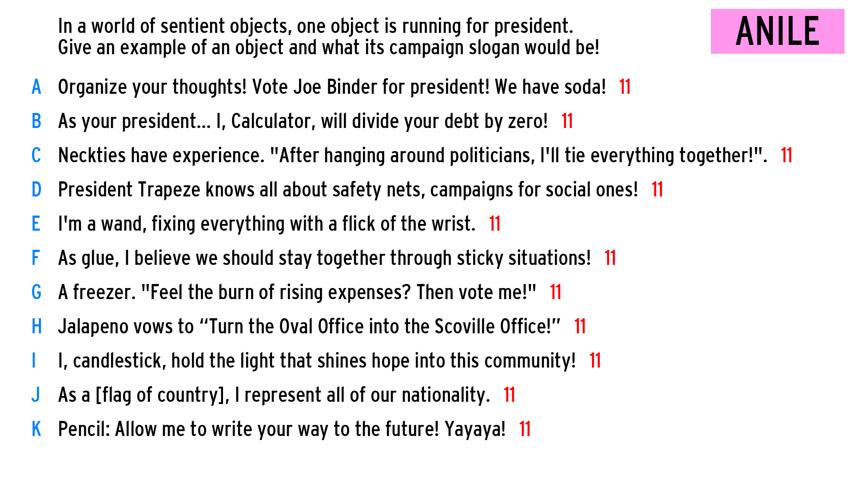 In a world of sentient objects, one object is running for president.
Give an example of an object and what its campaign slogan would be!
ANILE
A Organize your thoughts! Vote Joe Binder for president! We have soda! 11
B As your president... I, Calculator, will divide your debt by zero! 11
C Neckties have experience. "After hanging around politicians, I'll tie everything together!". 11
D President Trapeze knows all about safety nets, campaigns for social ones! 11
E I'm a wand, fixing everything with a flick of the wrist. 11
F As glue, I believe we should stay together through sticky situations! 11
G A freezer. "Feel the burn of rising expenses? Then vote me!" 11
H Jalapeno vows to “Turn the Oval Office into the Scoville Office!” 11
I I, candlestick, hold the light that shines hope into this community! 11
J As a [flag of country], I represent all of our nationality. 11
K Pencil: Allow me to write your way to the future! Yayaya! 11